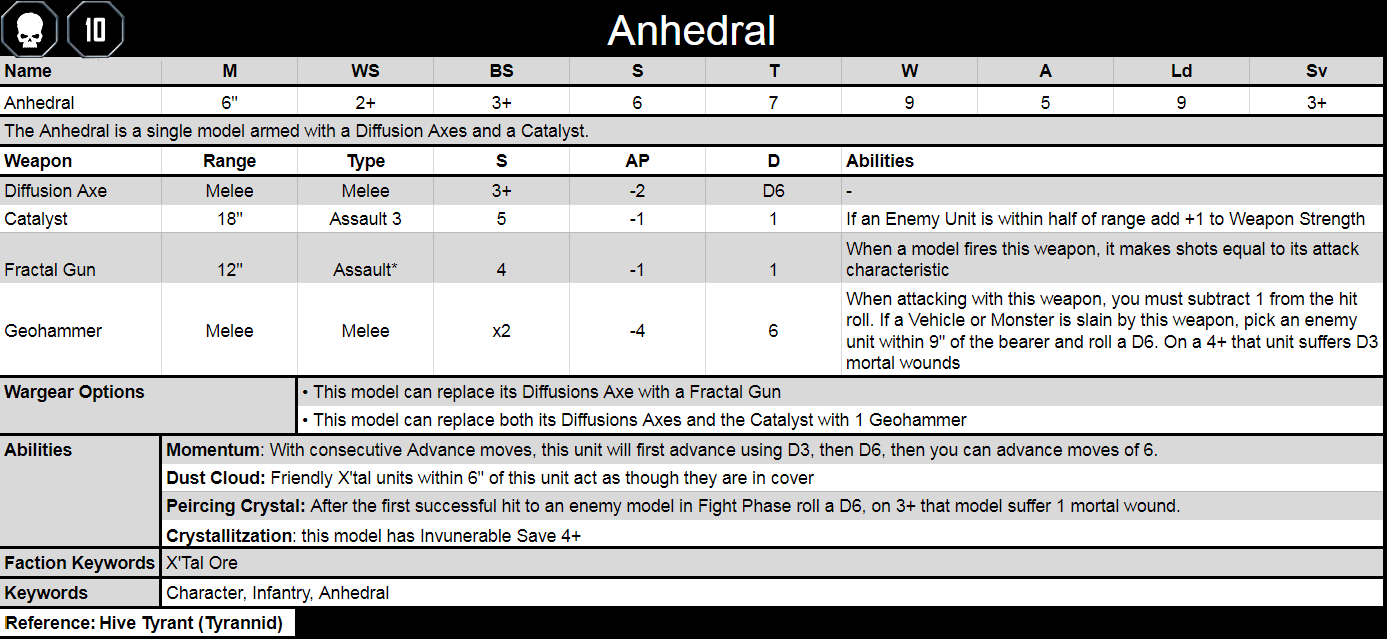 10
Anhedral
Name M WS BS S T W A Ld Sv
Anhedral 6" 2+ 3+ 6 7 9 5 9 3+
The Anhedral is a single model armed with a Diffusion Axes and a Catalyst.
Weapon Range Type S AP D Abilities
Diffusion Axe Melee Melee 3+ -2 D6 -
Catalyst 18" Assault 3 5 -1 1 If an Enemy Unit is within half of range add +1 to Weapon Strength
Fractal Gun 12" Assault* 4 -1 1 When a model fires this weapon, it makes shots equal to its attack
characteristic
Geohammer Melee Melee x2 -4 6 When attacking with this weapon, you must subtract 1 from the hit
roll. If a Vehicle or Monster is slain by this weapon, pick an enemy
unit within 9" of the bearer and roll a D6. On a 4+ that unit suffers D3
mortal wounds
Wargear Options • This model can replace its Diffusions Axe with a Fractal Gun
• This model can replace both its Diffusions Axes and the Catalyst with 1 Geohammer
Abilities Momentum: With consecutive Advance moves, this unit will first advance using D3, then D6, then you can advance moves of 6.
Dust Cloud: Friendly X'tal units within 6" of this unit act as though they are in cover
Peircing Crystal: After the first successful hit to an enemy model in Fight Phase roll a D6, on 3+ that model suffer 1 mortal wound.
Crystallitzation: this model has Invunerable Save 4+
Faction Keywords X'Tal Ore
Keywords Character, Infantry, Anhedral
Reference: Hive Tyrant (Tyrannid)